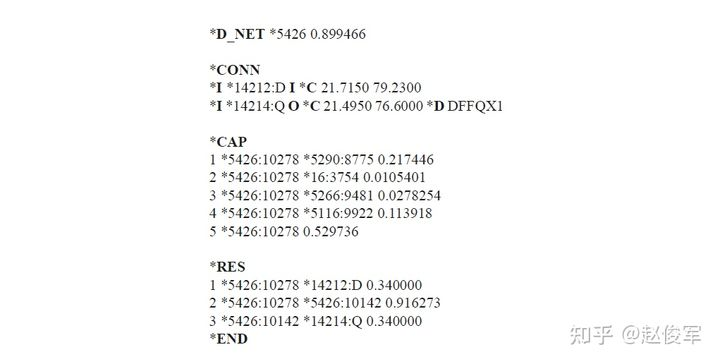 *D_NET *5426 0.899466
*CONN
*I *14212:D I *C 21.7150 79.2300
*I *14214:Q O *C 21.4950 76.6000 *D DFFQX1
*CAP
1 *5426:10278 *5290:8775 0.217446
2 *5426:10278 *16:3754 0.0105401
3 *5426:10278 *5266:9481 0.0278254
4 *5426:10278 *5116:9922 0.113918
5 *5426:10278 0.529736
*RES
1 *5426:10278 *14212:D 0.340000
2 *5426:10278 *5426:10142 0.916273
3 *5426:10142 *14214:Q 0.340000
*END
知乎 @赵俊军